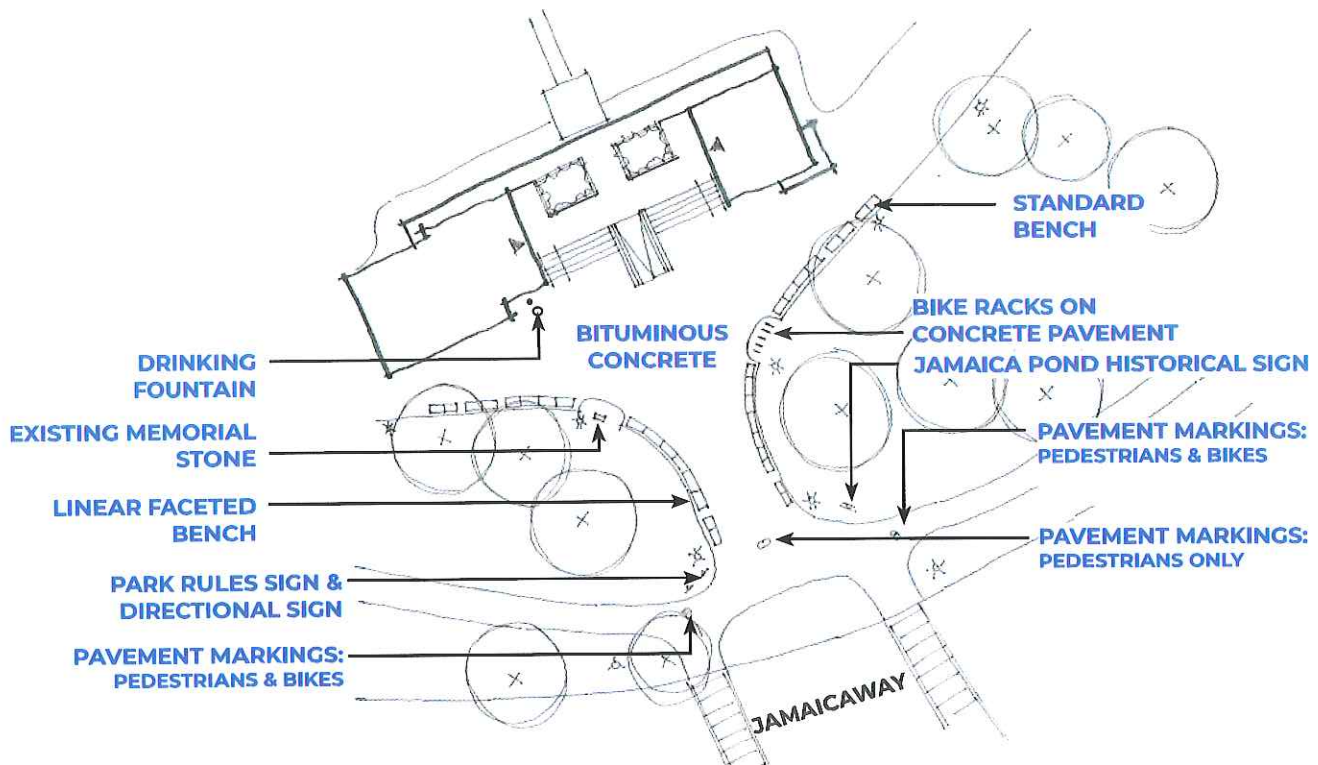 STANDARD
BENCH
BIKE RACKS ON
CONCRETE PAVEMENT
BITUMINOUS
CONCRETE
JAMAICA POND HISTORICAL SIGN
DRINKING
FOUNTAIN
EXISTING MEMORIAL
STONE
PAVEMENT MARKINGS:
PEDESTRIANS & BIKES
LINEAR FACETED
BENCH
PAVEMENT MARKINGS:
PEDESTRIANS ONLY
PARK RULES SIGN &
DIRECTIONAL SIGN
PAVEMENT MARKINGS:
PEDESTRIANS & BIKES
JAMAICAWAY